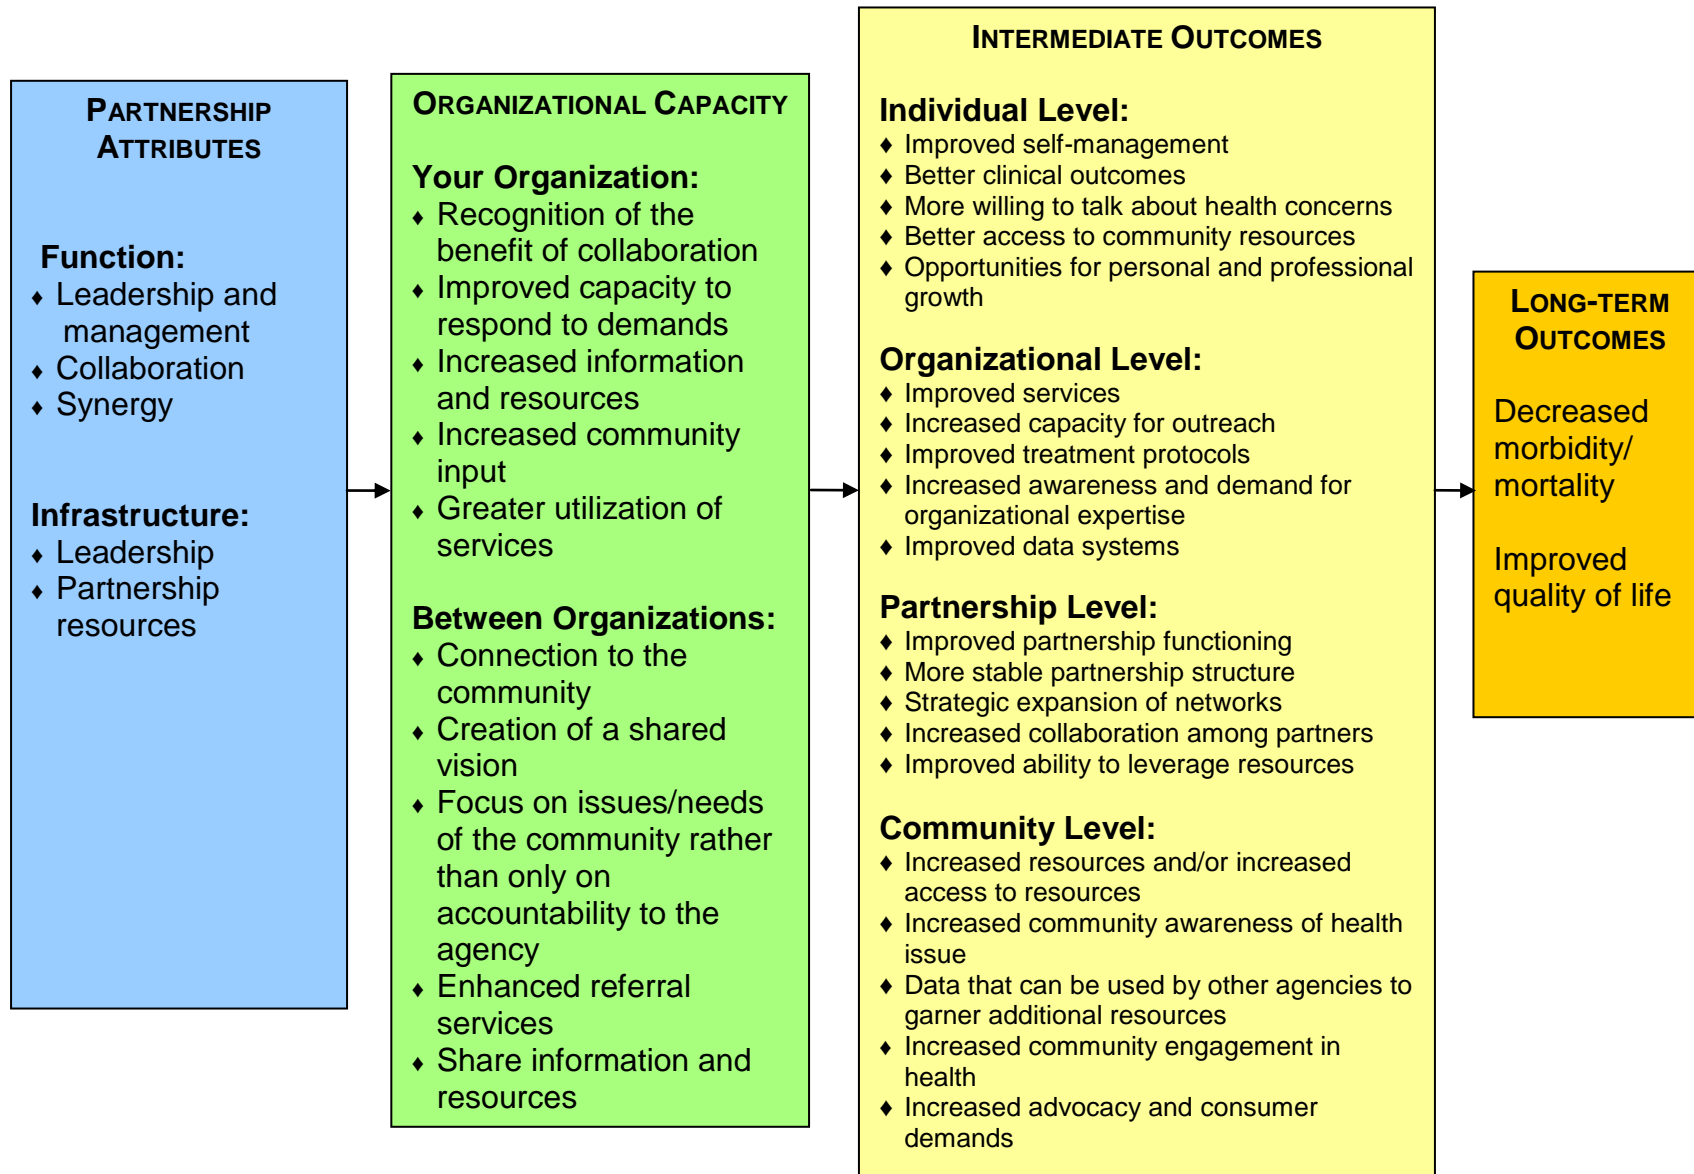 PARTNERSHIP
ATTRIBUTES
Function:
♦ Leadership and
management
♦ Collaboration
♦ Synergy
Infrastructure:
♦ Leadership
♦ Partnership
resources
ORGANIZATIONAL CAPACITY
Your Organization:
♦ Recognition of the
benefit of collaboration
♦ Improved capacity to
respond to demands
♦ Increased information
and resources
♦ Increased community
input
♦ Greater utilization of
services
Between Organizations:
♦ Connection to the
community
♦ Creation of a shared
vision
♦ Focus on issues/needs
of the community rather
than only on
accountability to the
agency
♦ Enhanced referral
services
♦ Share information and
resources
INTERMEDIATE OUTCOMES
Individual Level:
♦ Improved self-management
♦ Better clinical outcomes
♦ More willing to talk about health concerns
♦ Better access to community resources
♦ Opportunities for personal and professional
growth
Organizational Level:
♦ Improved services
♦ Increased capacity for outreach
♦ Improved treatment protocols
♦ Increased awareness and demand for
organizational expertise
♦ Improved data systems
Partnership Level:
♦ Improved partnership functioning
♦ More stable partnership structure
♦ Strategic expansion of networks
♦ Increased collaboration among partners
♦ Improved ability to leverage resources
Community Level:
♦ Increased resources and/or increased
access to resources
♦ Increased community awareness of health
issue
♦ Data that can be used by other agencies to
garner additional resources
♦ Increased community engagement in
health
♦ Increased advocacy and consumer
demands
LONG-TERM
OUTCOMES
Decreased
morbidity/
mortality
Improved
quality of life